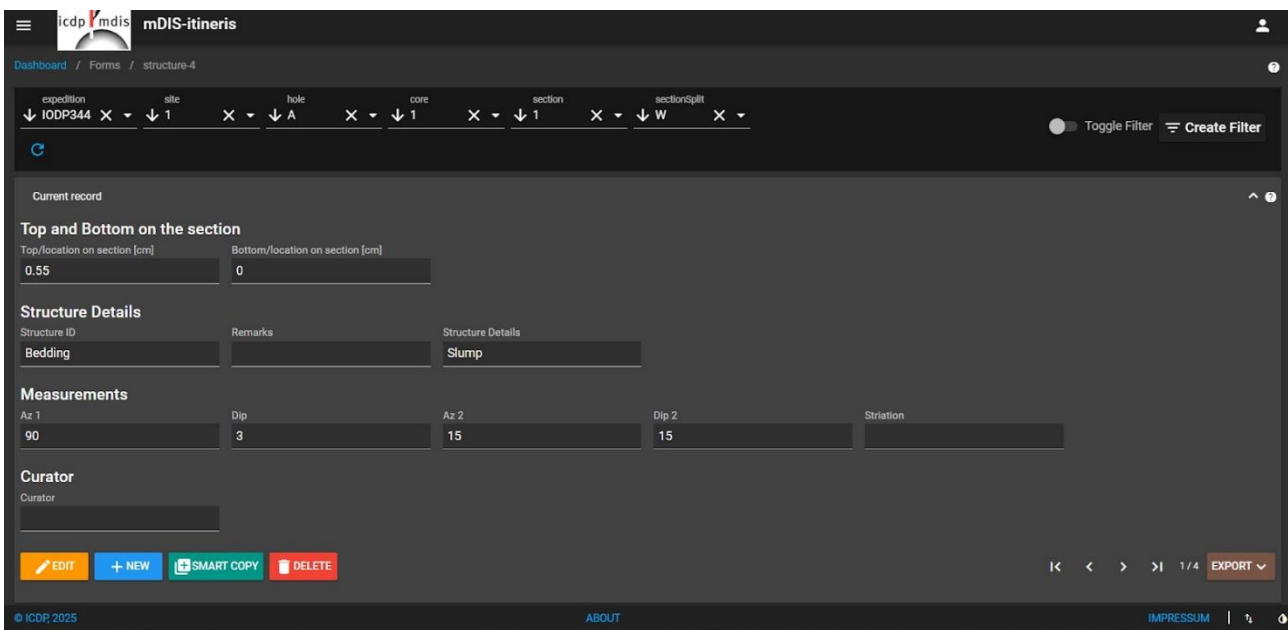 icdp mdis mDIS-itineris
Dashboard / Forms / structure-4
expedition site hole core section sectionSplit
IODP344 1 A 1 1 W
Toggle Filter Create Filter
Current record
Top and Bottom on the section
Top/location on section [cm] Bottom/location on section [cm]
0.55 0
Structure Details
Structure ID Remarks Structure Details
Bedding Slump
Measurements
Az 1 Dip Az 2 Dip 2 Striation
90 3 15 15
Curator
Curator
EDIT + NEW SMART COPY DELETE 1/4 EXPORT
© ICDP, 2025 ABOUT IMPRESSUM